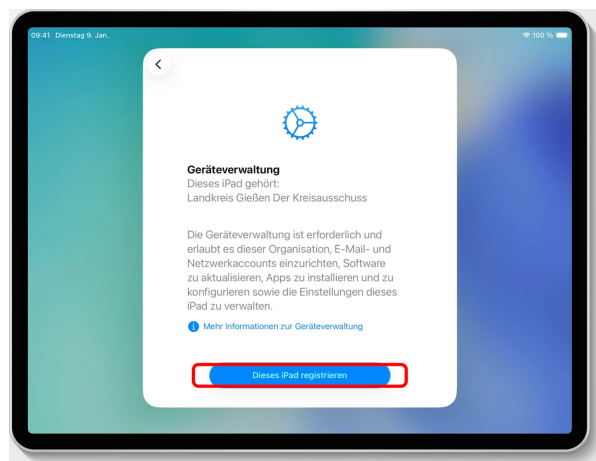 09:41 Dienstag 9. Jan.
100 %
Geräteverwaltung
Dieses iPad gehört:
Landkreis Gießen Der Kreisausschuss
Die Geräteverwaltung ist erforderlich und
erlaubt es dieser Organisation, E-Mail- und
Netzwerkaccounts einzurichten, Software
zu aktualisieren, Apps zu installieren und zu
konfigurieren sowie die Einstellungen dieses
iPad zu verwalten.
Mehr Informationen zur Geräteverwaltung
Dieses iPad registrieren